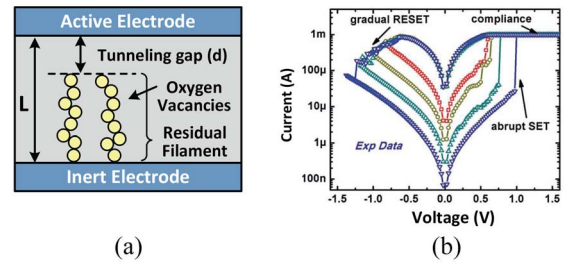 Active Electrode
Tunneling gap (d)
L
Oxygen
Vacancies
Residual
Filament
Inert Electrode
(a)
gradual RESET
compliance
1m
100μ
10μ
1μ
100n
Current (A)
abrupt SET
Exp Data
-1.5 -1.0 -0.5 0.0 0.5 1.0 1.5
Voltage (V)
(b)